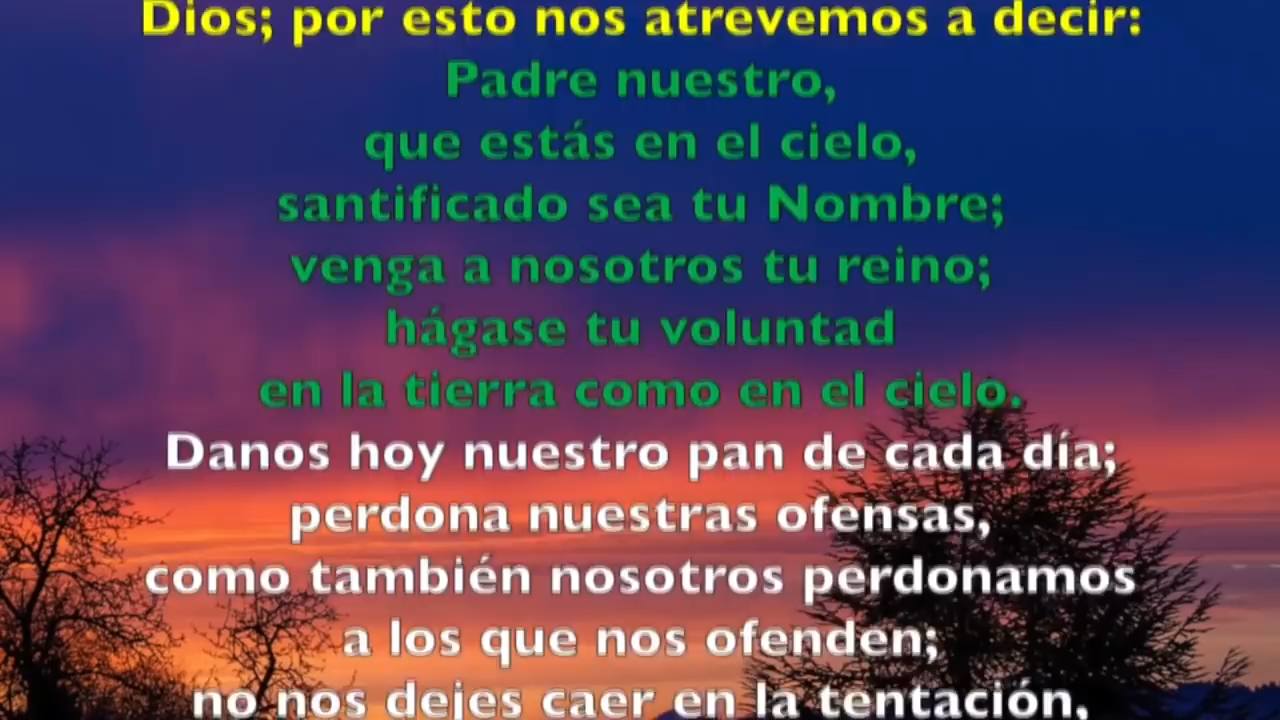 Dios; por esto nos atrevemos a decir:
Padre nuestro,
que estás en el cielo,
santificado sea tu Nombre;
venga a nosotros tu reino;
hágase tu voluntad
en la tierra como en el cielo.
Danos hoy nuestro pan de cada día;
perdona nuestras ofensas,
como también nosotros perdonamos
a los que nos ofenden;
no nos dejes caer en la tentación,